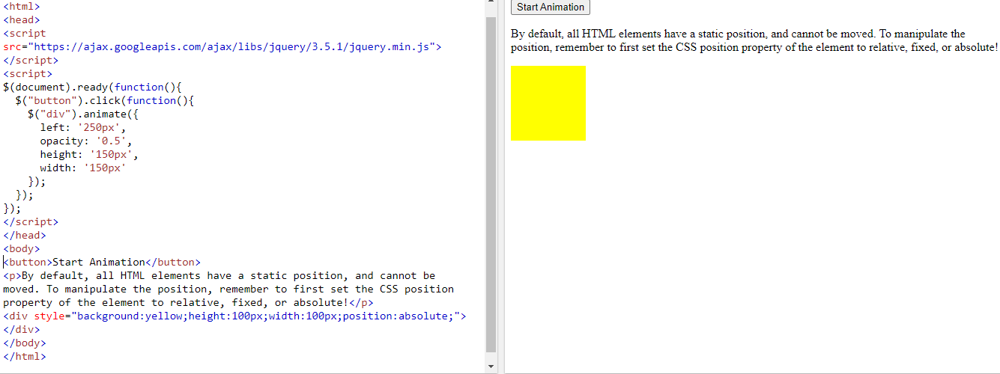 <html>
<head>
<script
src="https://ajax.googleapis.com/ajax/libs/jquery/3.5.1/jquery.min.js">
</script>
<script>
$(document).ready(function(){
  $("button").click(function(){
    $("div").animate({
      left: '250px',
      opacity: '0.5',
      height: '150px',
      width: '150px'
    });
  });
});
</script>
</head>
<body>
<button>Start Animation</button>
<p>By default, all HTML elements have a static position, and cannot be
moved. To manipulate the position, remember to first set the CSS position
property of the element to relative, fixed, or absolute!</p>
<div style="background:yellow;height:100px;width:100px;position:absolute;">
</div>
</body>
</html>
Start Animation
By default, all HTML elements have a static position, and cannot be moved. To manipulate the
position, remember to first set the CSS position property of the element to relative, fixed, or absolute!